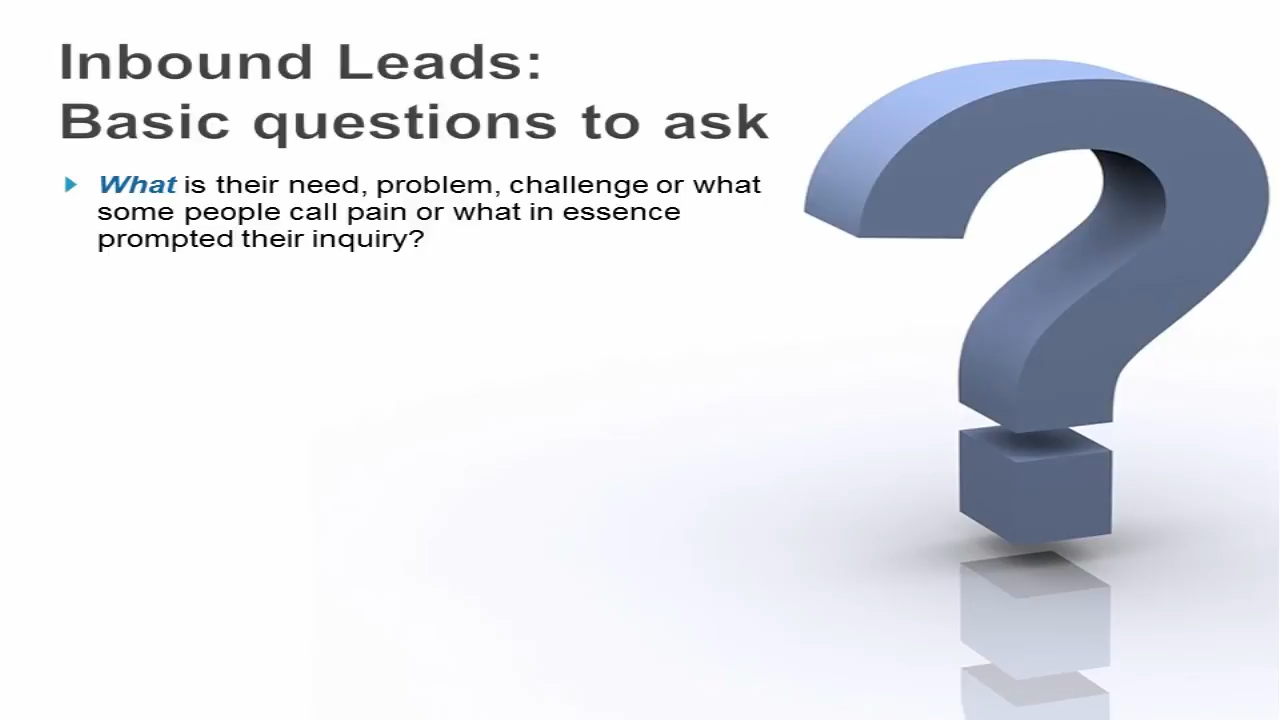 Inbound Leads:
Basic questions to ask
What is their need, problem, challenge or what
some people call pain or what in essence
prompted their inquiry?